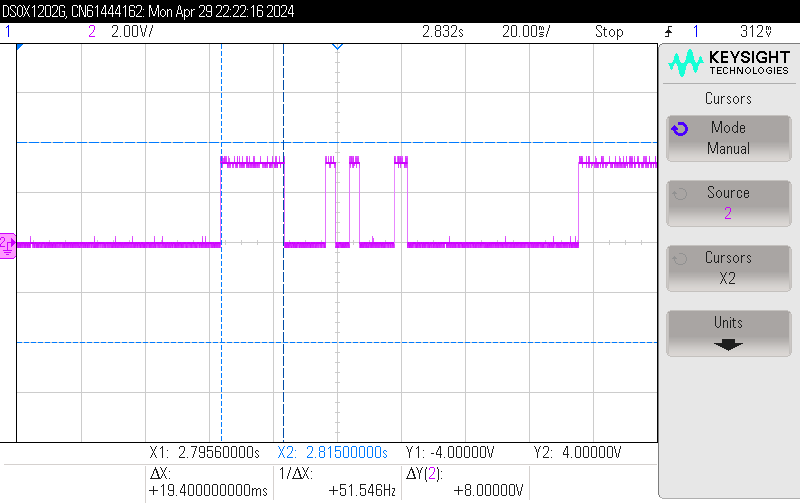 DSOX1202G, CN61444162: Mon Apr 29 22:22:16 2024
1 2 2.00V/ 2.832s 20.00ms/ Stop 1 312mV
KEYSIGHT
TECHNOLOGIES
Cursors
Mode
Manual
Source
2
Cursors
X2
Units
2
X1: 2.79560000s X2: 2.81500000s Y1: -4.00000V Y2: 4.00000V
ΔX: 1/ΔX: ΔY(2):
+19.400000000ms +51.546Hz +8.00000V